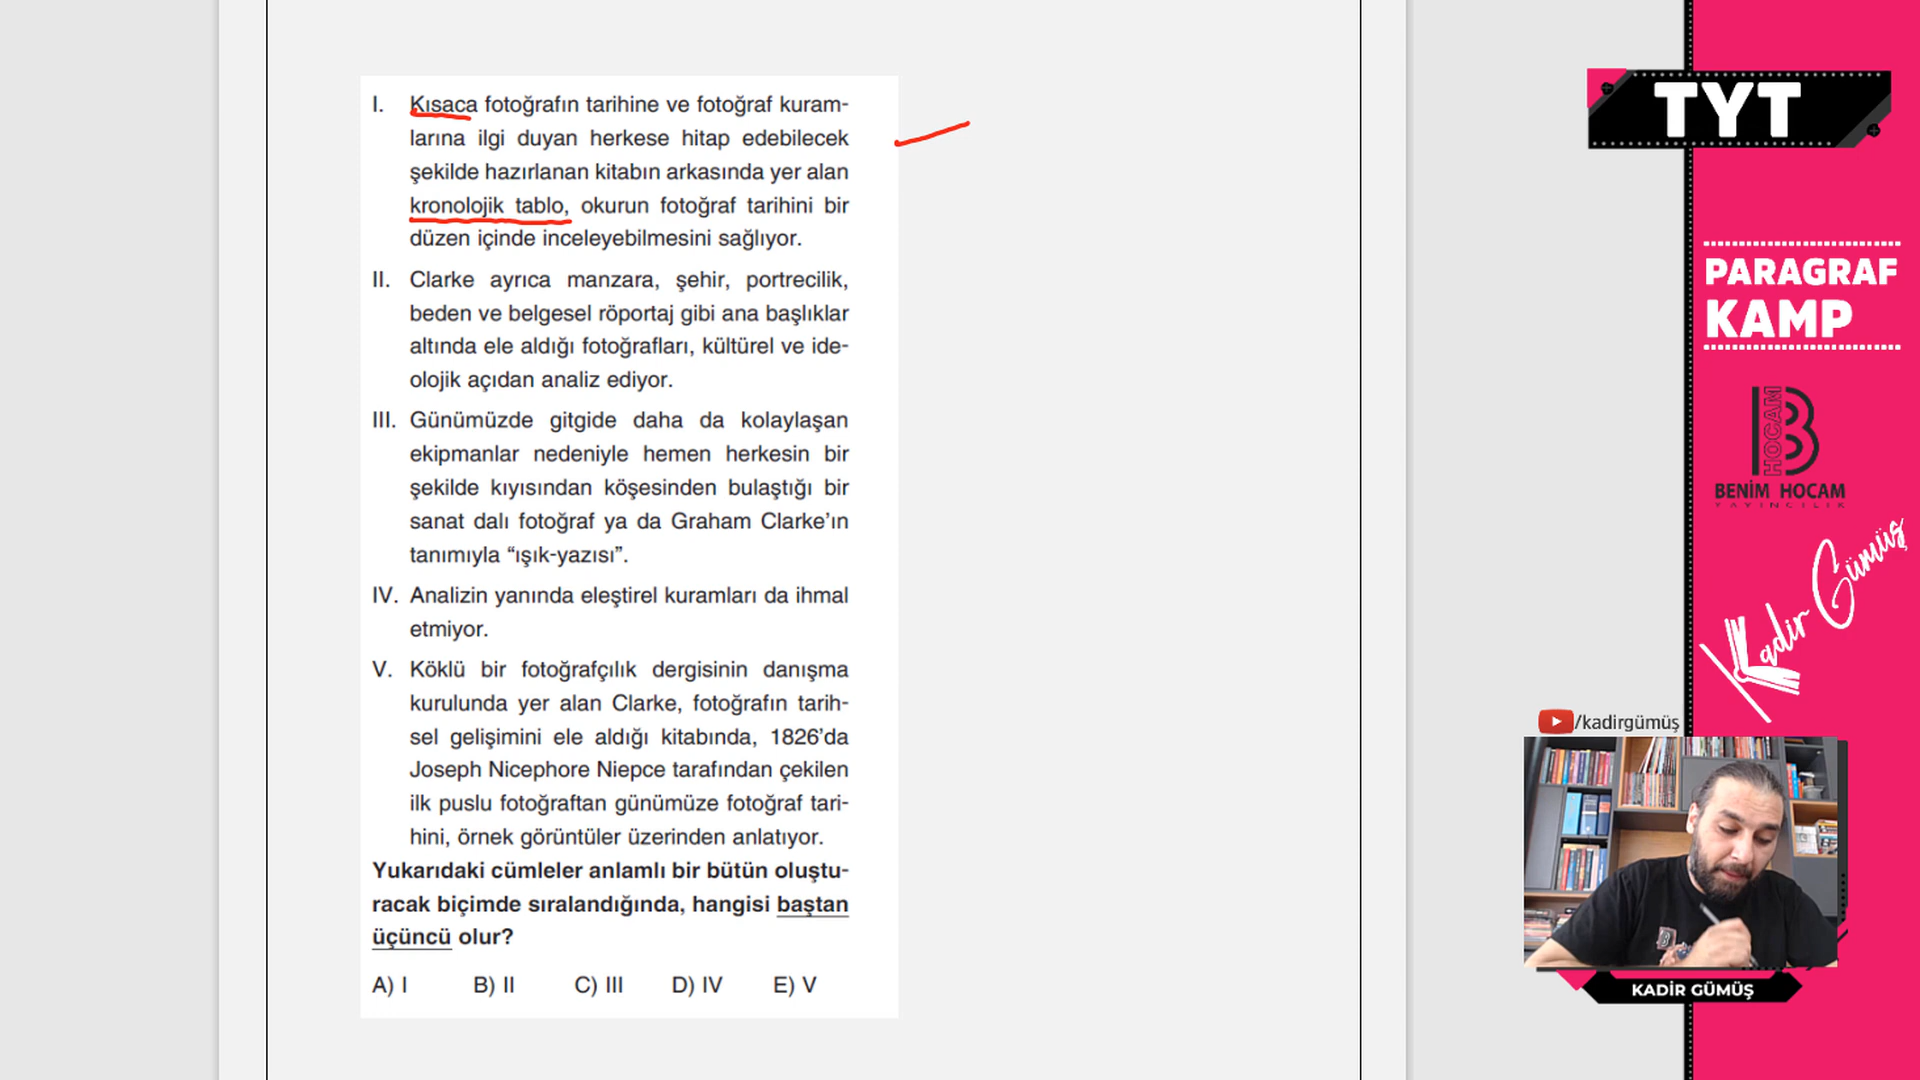 I. Kısaca fotoğrafın tarihine ve fotoğraf kuram-
larına ilgi duyan herkese hitap edebilecek
şekilde hazırlanan kitabın arkasında yer alan
kronolojik tablo, okurun fotoğraf tarihini bir
düzen içinde inceleyebilmesini sağlıyor.
II. Clarke ayrıca manzara, şehir, portrecilik,
beden ve belgesel röportaj gibi ana başlıklar
altında ele aldığı fotoğrafları, kültürel ve ide-
olojik açıdan analiz ediyor.
III. Günümüzde gitgide daha da kolaylaşan
ekipmanlar nedeniyle hemen herkesin bir
şekilde kıyısından köşesinden bulaştığı bir
sanat dalı fotoğraf ya da Graham Clarke’ın
tanımıyla “ışık-yazısı”.
IV. Analizin yanında eleştirel kuramları da ihmal
etmiyor.
V. Köklü bir fotoğrafçılık dergisinin danışma
kurulunda yer alan Clarke, fotoğrafın tarih-
sel gelişimini ele aldığı kitabında, 1826’da
Joseph Nicephore Niepce tarafından çekilen
ilk puslu fotoğraftan günümüze fotoğraf tari-
hini, örnek görüntüler üzerinden anlatıyor.
Yukarıdaki cümleler anlamlı bir bütün oluştu-
racak biçimde sıralandığında, hangisi baştan
üçüncü olur?
A) I B) II C) III D) IV E) V
TYT
PARAGRAF
KAMP
B HOCAM
BENİM HOCAM
YAYINCILIK
Kadir Gümüş
/kadirgümüş
KADİR GÜMÜŞ